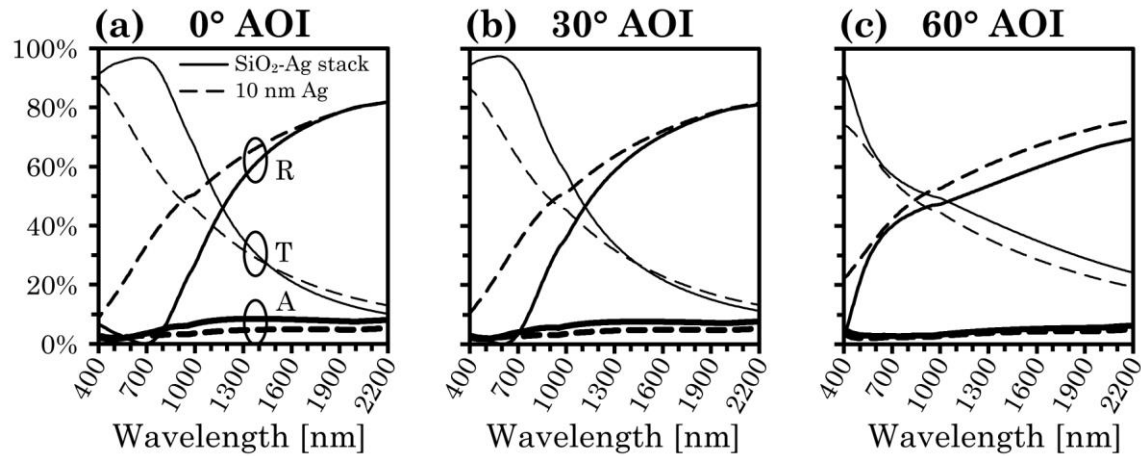 (a) 0° AOI (b) 30° AOI (c) 60° AOI
100%
80%
60%
40%
20%
0%
SiO₂-Ag stack
10 nm Ag
R
T
A
400 700 1000 1300 1600 1900 2200
400 700 1000 1300 1600 1900 2200
400 700 1000 1300 1600 1900 2200
Wavelength [nm] Wavelength [nm] Wavelength [nm]